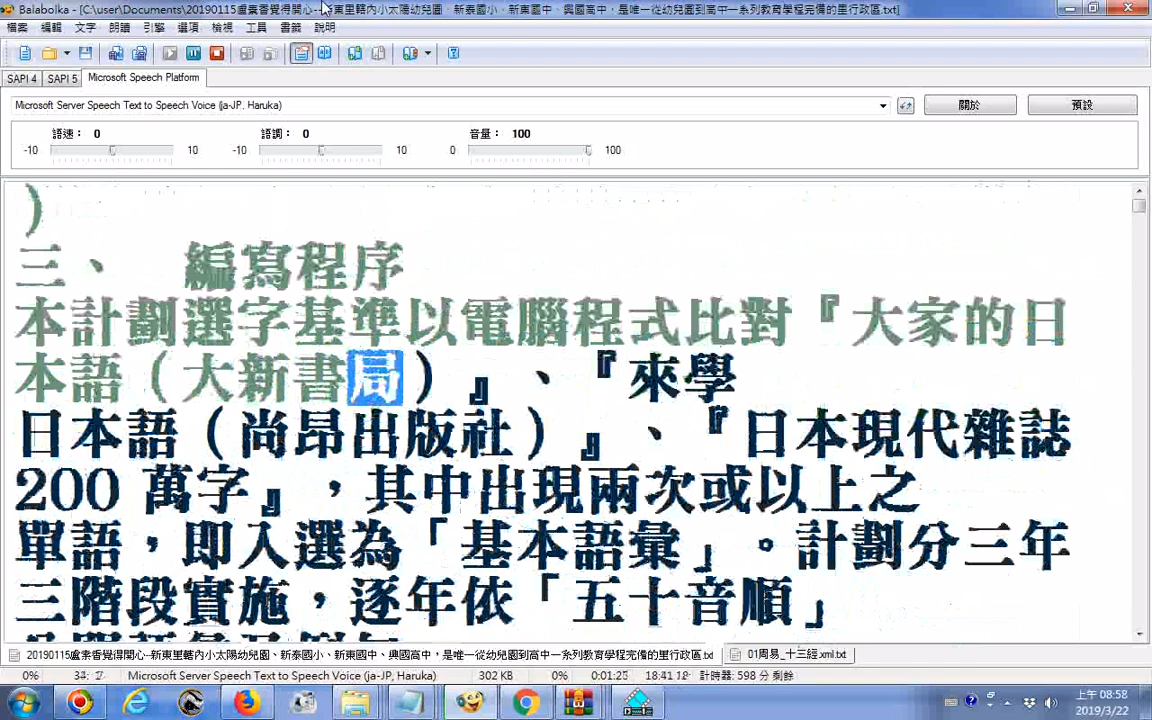 Balabolka - [C:\user\Documents\20190115盧素香覺得開心--新東里轄內小太陽幼兒園、新泰國小、新東國中、興國高中，是唯一從幼兒園到高中一系列教育學程完備的里行政區.txt]
檔案 編輯 文字 朗讀 引擎 選項 檢視 工具 書籤 說明
SAPI 4 SAPI 5 Microsoft Speech Platform
Microsoft Server Speech Text to Speech Voice (ja-JP, Haruka) 關於 預設
語速： 0 語調： 0 音量： 100
-10 10 -10 10 0 100
)
三、 編寫程序
本計劃選字基準以電腦程式比對『大家的日
本語（大新書局）』、『來學
日本語（尚昂出版社）』、『日本現代雜誌
200 萬字』，其中出現兩次或以上之
單語，即入選為「基本語彙」。計劃分三年
三階段實施，逐年依「五十音順」
20190115盧素香覺得開心--新東里轄內小太陽幼兒園、新泰國小、新東國中、興國高中，是唯一從幼兒園到高中一系列教育學程完備的里行政區.txt 01周易_十三經.xml.txt
0% Microsoft Server Speech Text to Speech Voice (ja-JP, Haruka) 302 KB 0% 0:01:25 計時器: 598 分 剩餘
上午 08:58
2019/3/22